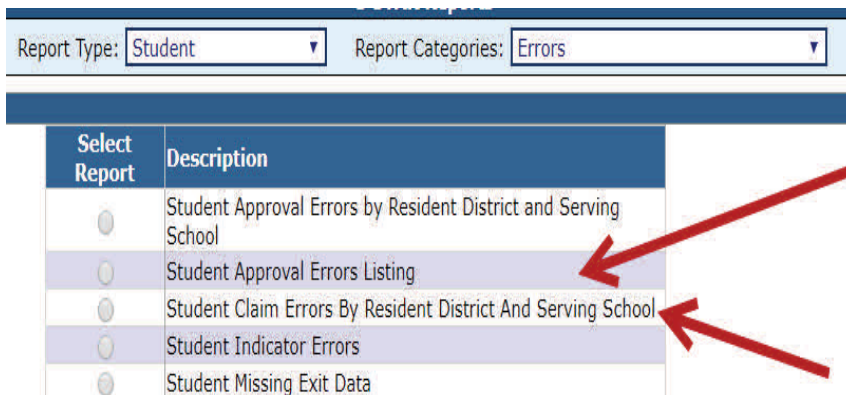 Report Type: Student Report Categories: Errors
Select Report Description
Student Approval Errors by Resident District and Serving
School
Student Approval Errors Listing
Student Claim Errors By Resident District And Serving School
Student Indicator Errors
Student Missing Exit Data